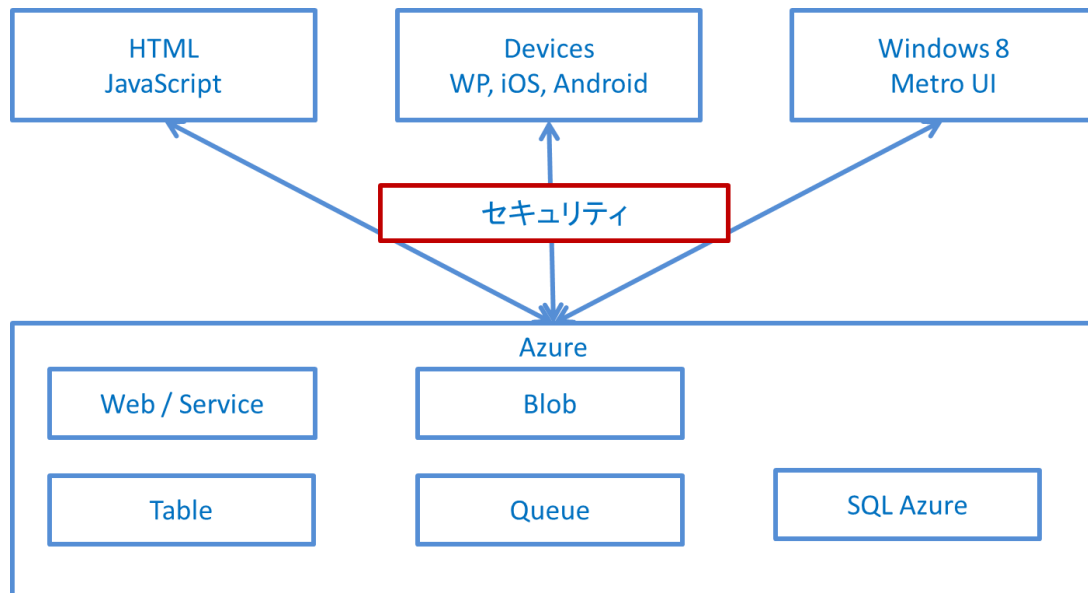 HTML
JavaScript
Devices
WP, iOS, Android
Windows 8
Metro UI
セキュリティ
Azure
Web / Service
Blob
Table
Queue
SQL Azure